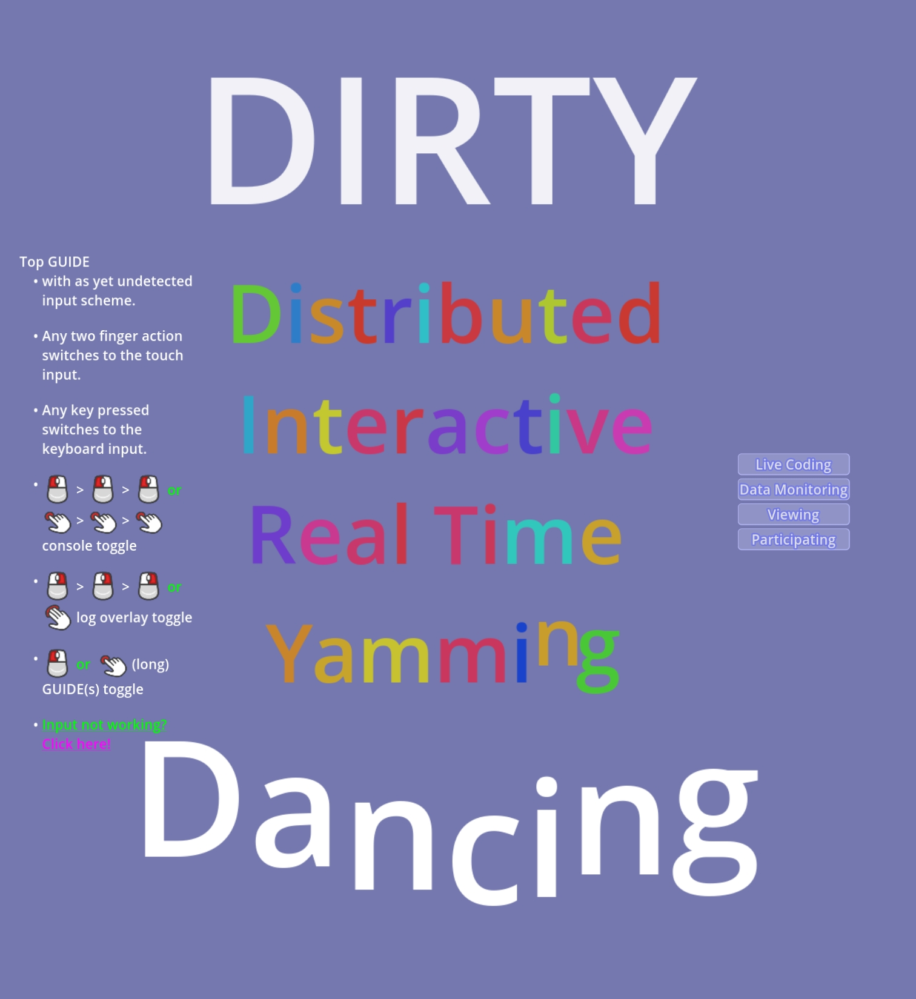 DIRTY
Top GUIDE
• with as yet undetected
input scheme.
• Any two finger action
switches to the touch
input.
• Any key pressed
switches to the
keyboard input.
• > > or
> >
console toggle
• > > or
log overlay toggle
• or (long)
GUIDE(s) toggle
• Input not working?
Click here!
Distributed
Interactive
Real Time
Yamming
Live Coding
Data Monitoring
Viewing
Participating
Dancing